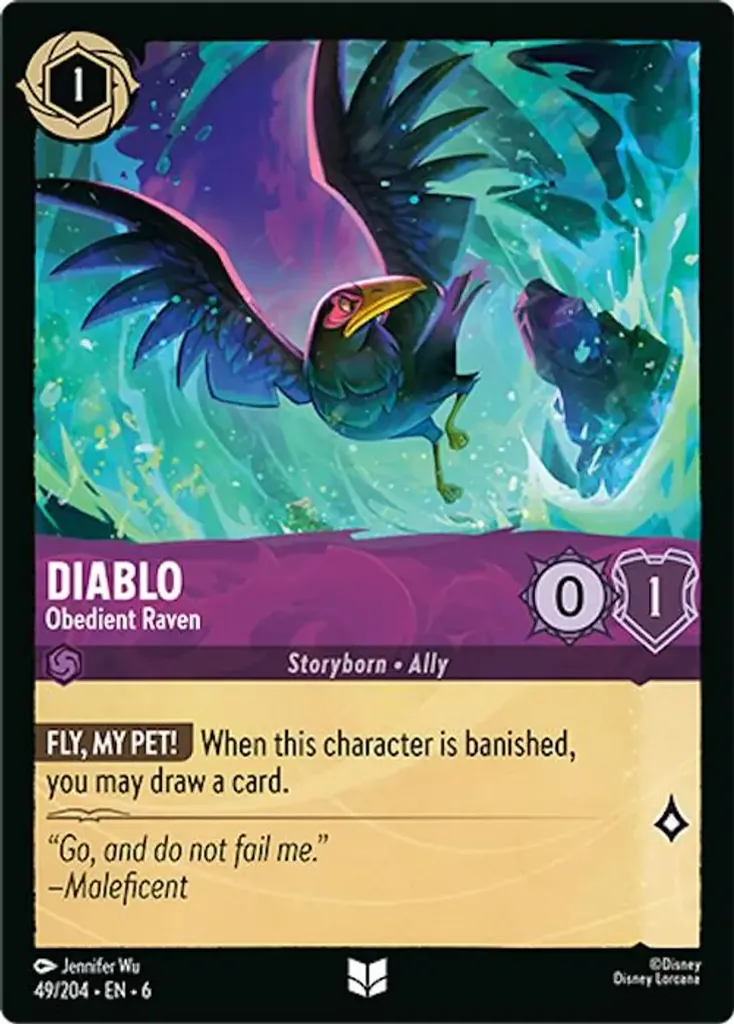 1
DIABLO
Obedient Raven
0
1
Storyborn • Ally
FLY, MY PET! When this character is banished,
you may draw a card.
“Go, and do not fail me.”
–Maleficent
Jennifer Wu
49/204 • EN • 6
©Disney
Disney Lorcana